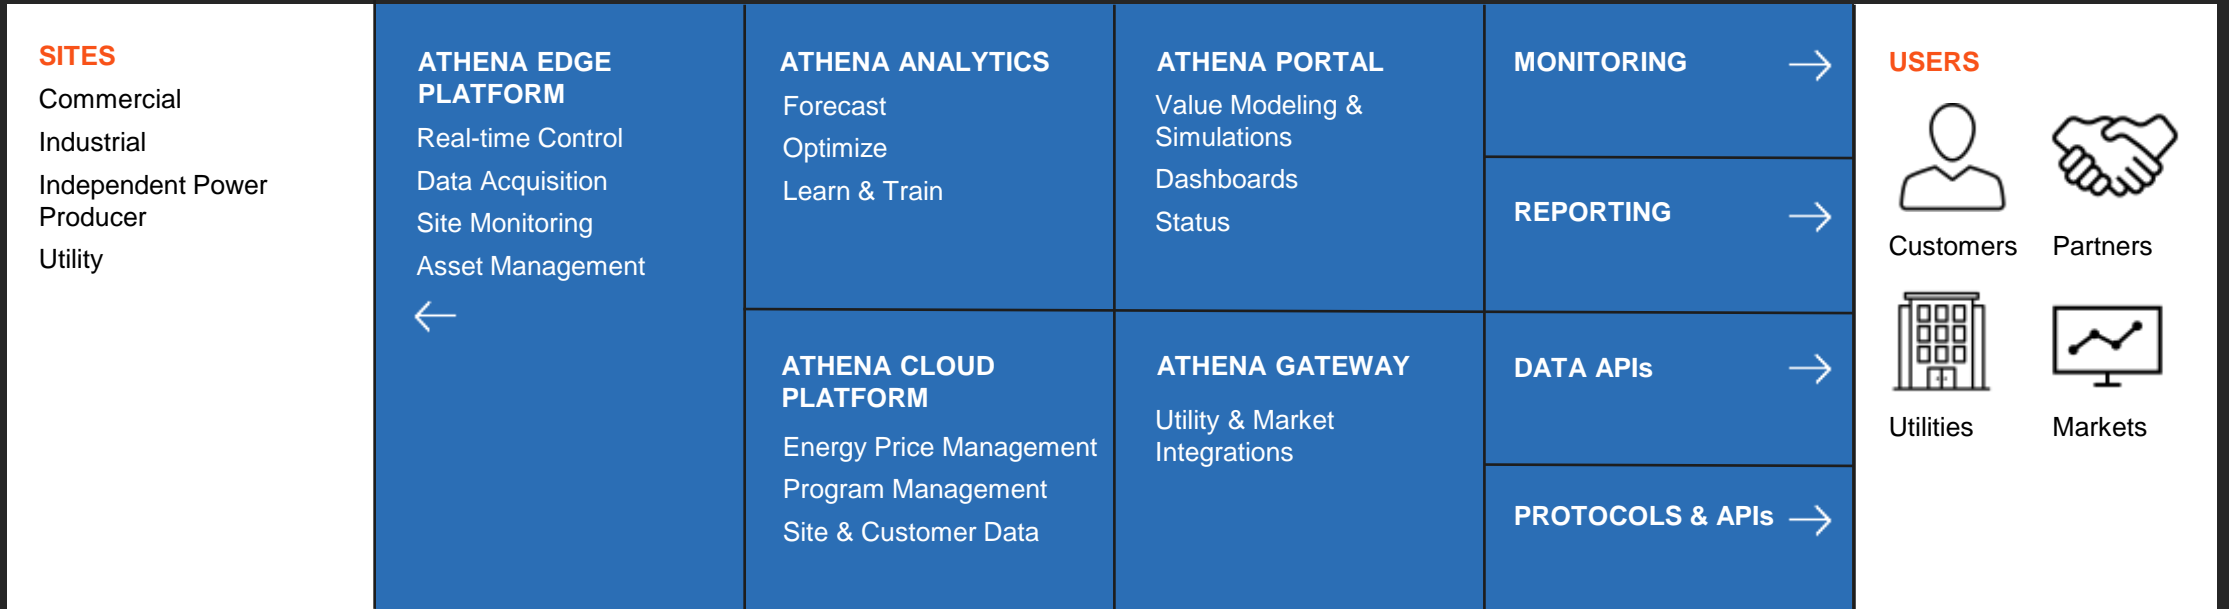 SITES
Commercial
Industrial
Independent Power
Producer
Utility
ATHENA EDGE
PLATFORM
Real-time Control
Data Acquisition
Site Monitoring
Asset Management
ATHENA ANALYTICS
Forecast
Optimize
Learn & Train
ATHENA CLOUD
PLATFORM
Energy Price Management
Program Management
Site & Customer Data
ATHENA PORTAL
Value Modeling &
Simulations
Dashboards
Status
ATHENA GATEWAY
Utility & Market
Integrations
MONITORING
REPORTING
DATA APIs
PROTOCOLS & APIs
USERS
Customers
Partners
Utilities
Markets